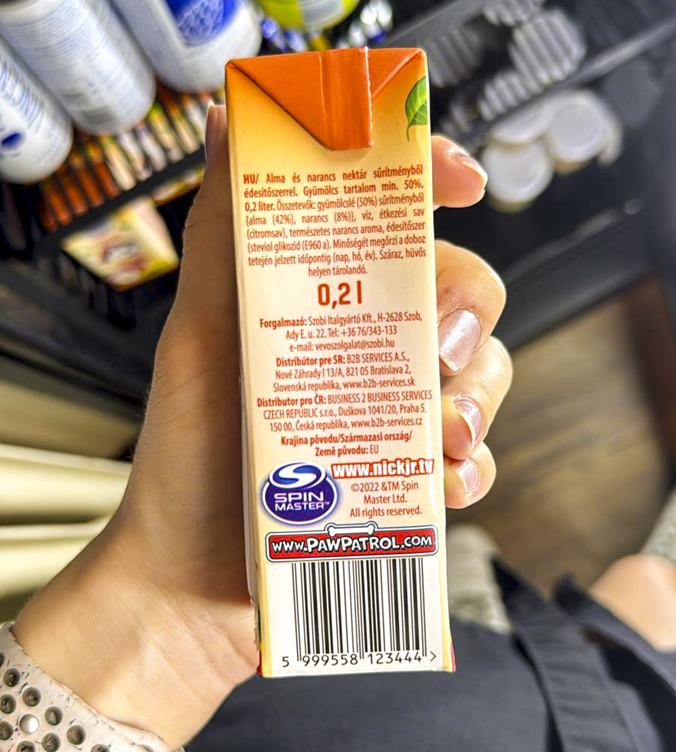 HU/ Alma és narancs nektár sűrítményből
édesítőszerrel. Gyümölcs tartalom min. 50%.
0,2 liter. Összetevők: gyümölcslé (50%) sűrítményből
[alma (42%), narancs (8%)], víz, étkezési sav
(citromsav), természetes narancs aroma, édesítőszer
(steviol glikozid (E960 a). Minőségét megőrzi a doboz
tetején jelzett időpontig (nap, hó, év). Száraz, hűvös
helyen tárolandó.
0,2 l
Forgalmazó: Szobi Italgyártó Kft., H-2628 Szob,
Ady E. u. 22. Tel: +36 76/343-133
e-mail: vevoszolgalat@szobi.hu
Distribútor pre SR: B2B SERVICES A.S.,
Nové Záhrady I 13/A, 821 05 Bratislava 2,
Slovenská republika, www.b2b-services.sk
Distributor pro ČR: BUSINESS 2 BUSINESS SERVICES
CZECH REPUBLIC s.r.o., Duškova 1041/20, Praha 5.
150 00, Česká republika, www.b2b-services.cz
Krajina pôvodu/Származasi ország/
Země původu: EU
www.nickjr.tv
SPIN
MASTER™
©2022 &TM Spin
Master Ltd.
All rights reserved.
www.PAWPATROL.COM
5 999558 123444 >